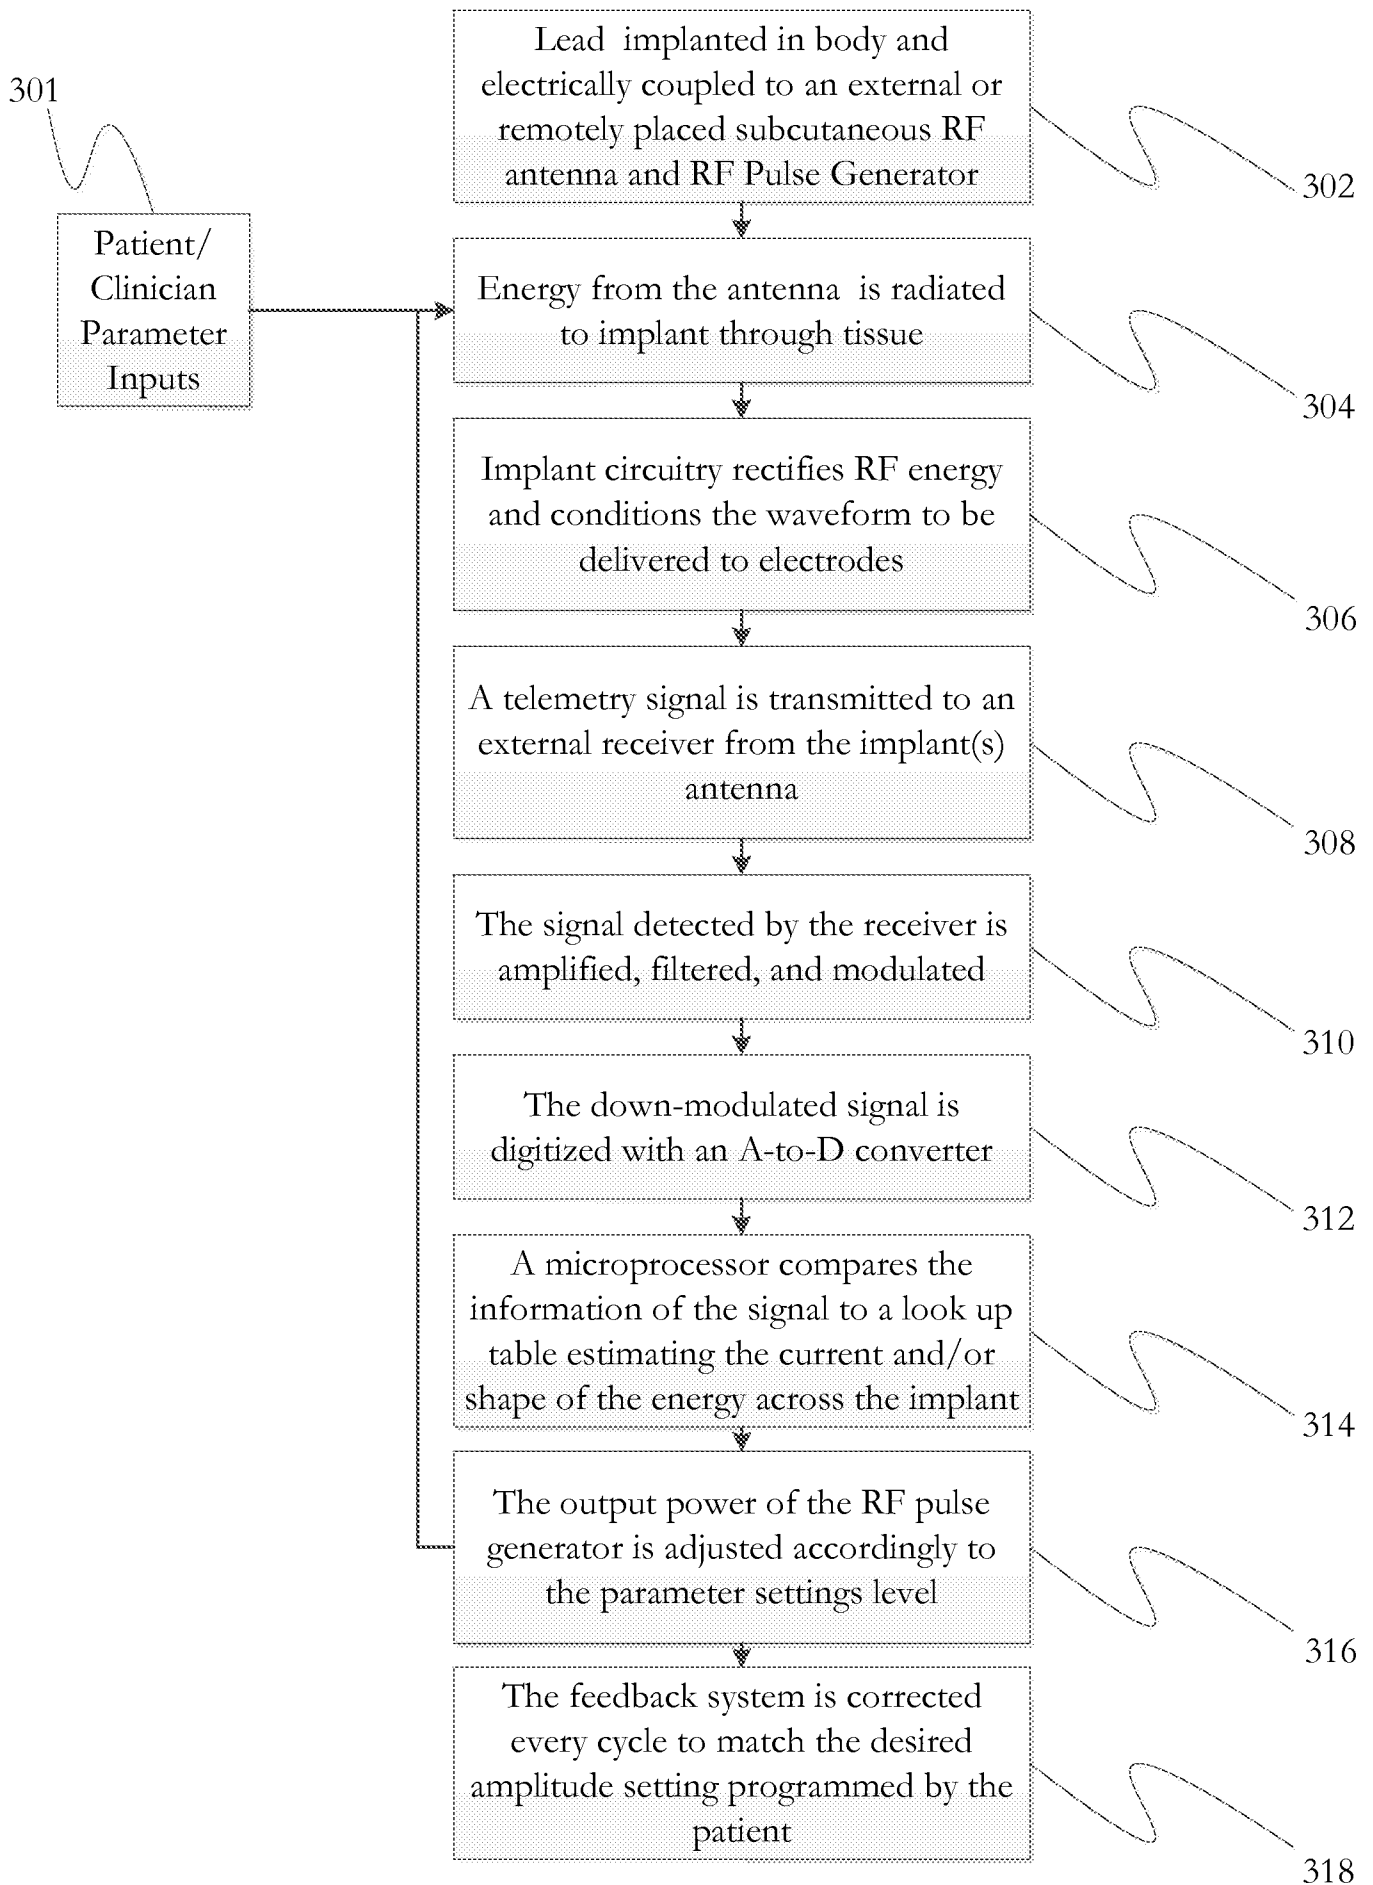 301
Patient/
Clinician
Parameter
Inputs
Lead implanted in body and
electrically coupled to an external or
remotely placed subcutaneous RF
antenna and RF Pulse Generator
302
Energy from the antenna is radiated
to implant through tissue
304
Implant circuitry rectifies RF energy
and conditions the waveform to be
delivered to electrodes
306
A telemetry signal is transmitted to an
external receiver from the implant(s)
antenna
308
The signal detected by the receiver is
amplified, filtered, and modulated
310
The down-modulated signal is
digitized with an A-to-D converter
312
A microprocessor compares the
information of the signal to a look up
table estimating the current and/or
shape of the energy across the implant
314
The output power of the RF pulse
generator is adjusted accordingly to
the parameter settings level
316
The feedback system is corrected
every cycle to match the desired
amplitude setting programmed by the
patient
318